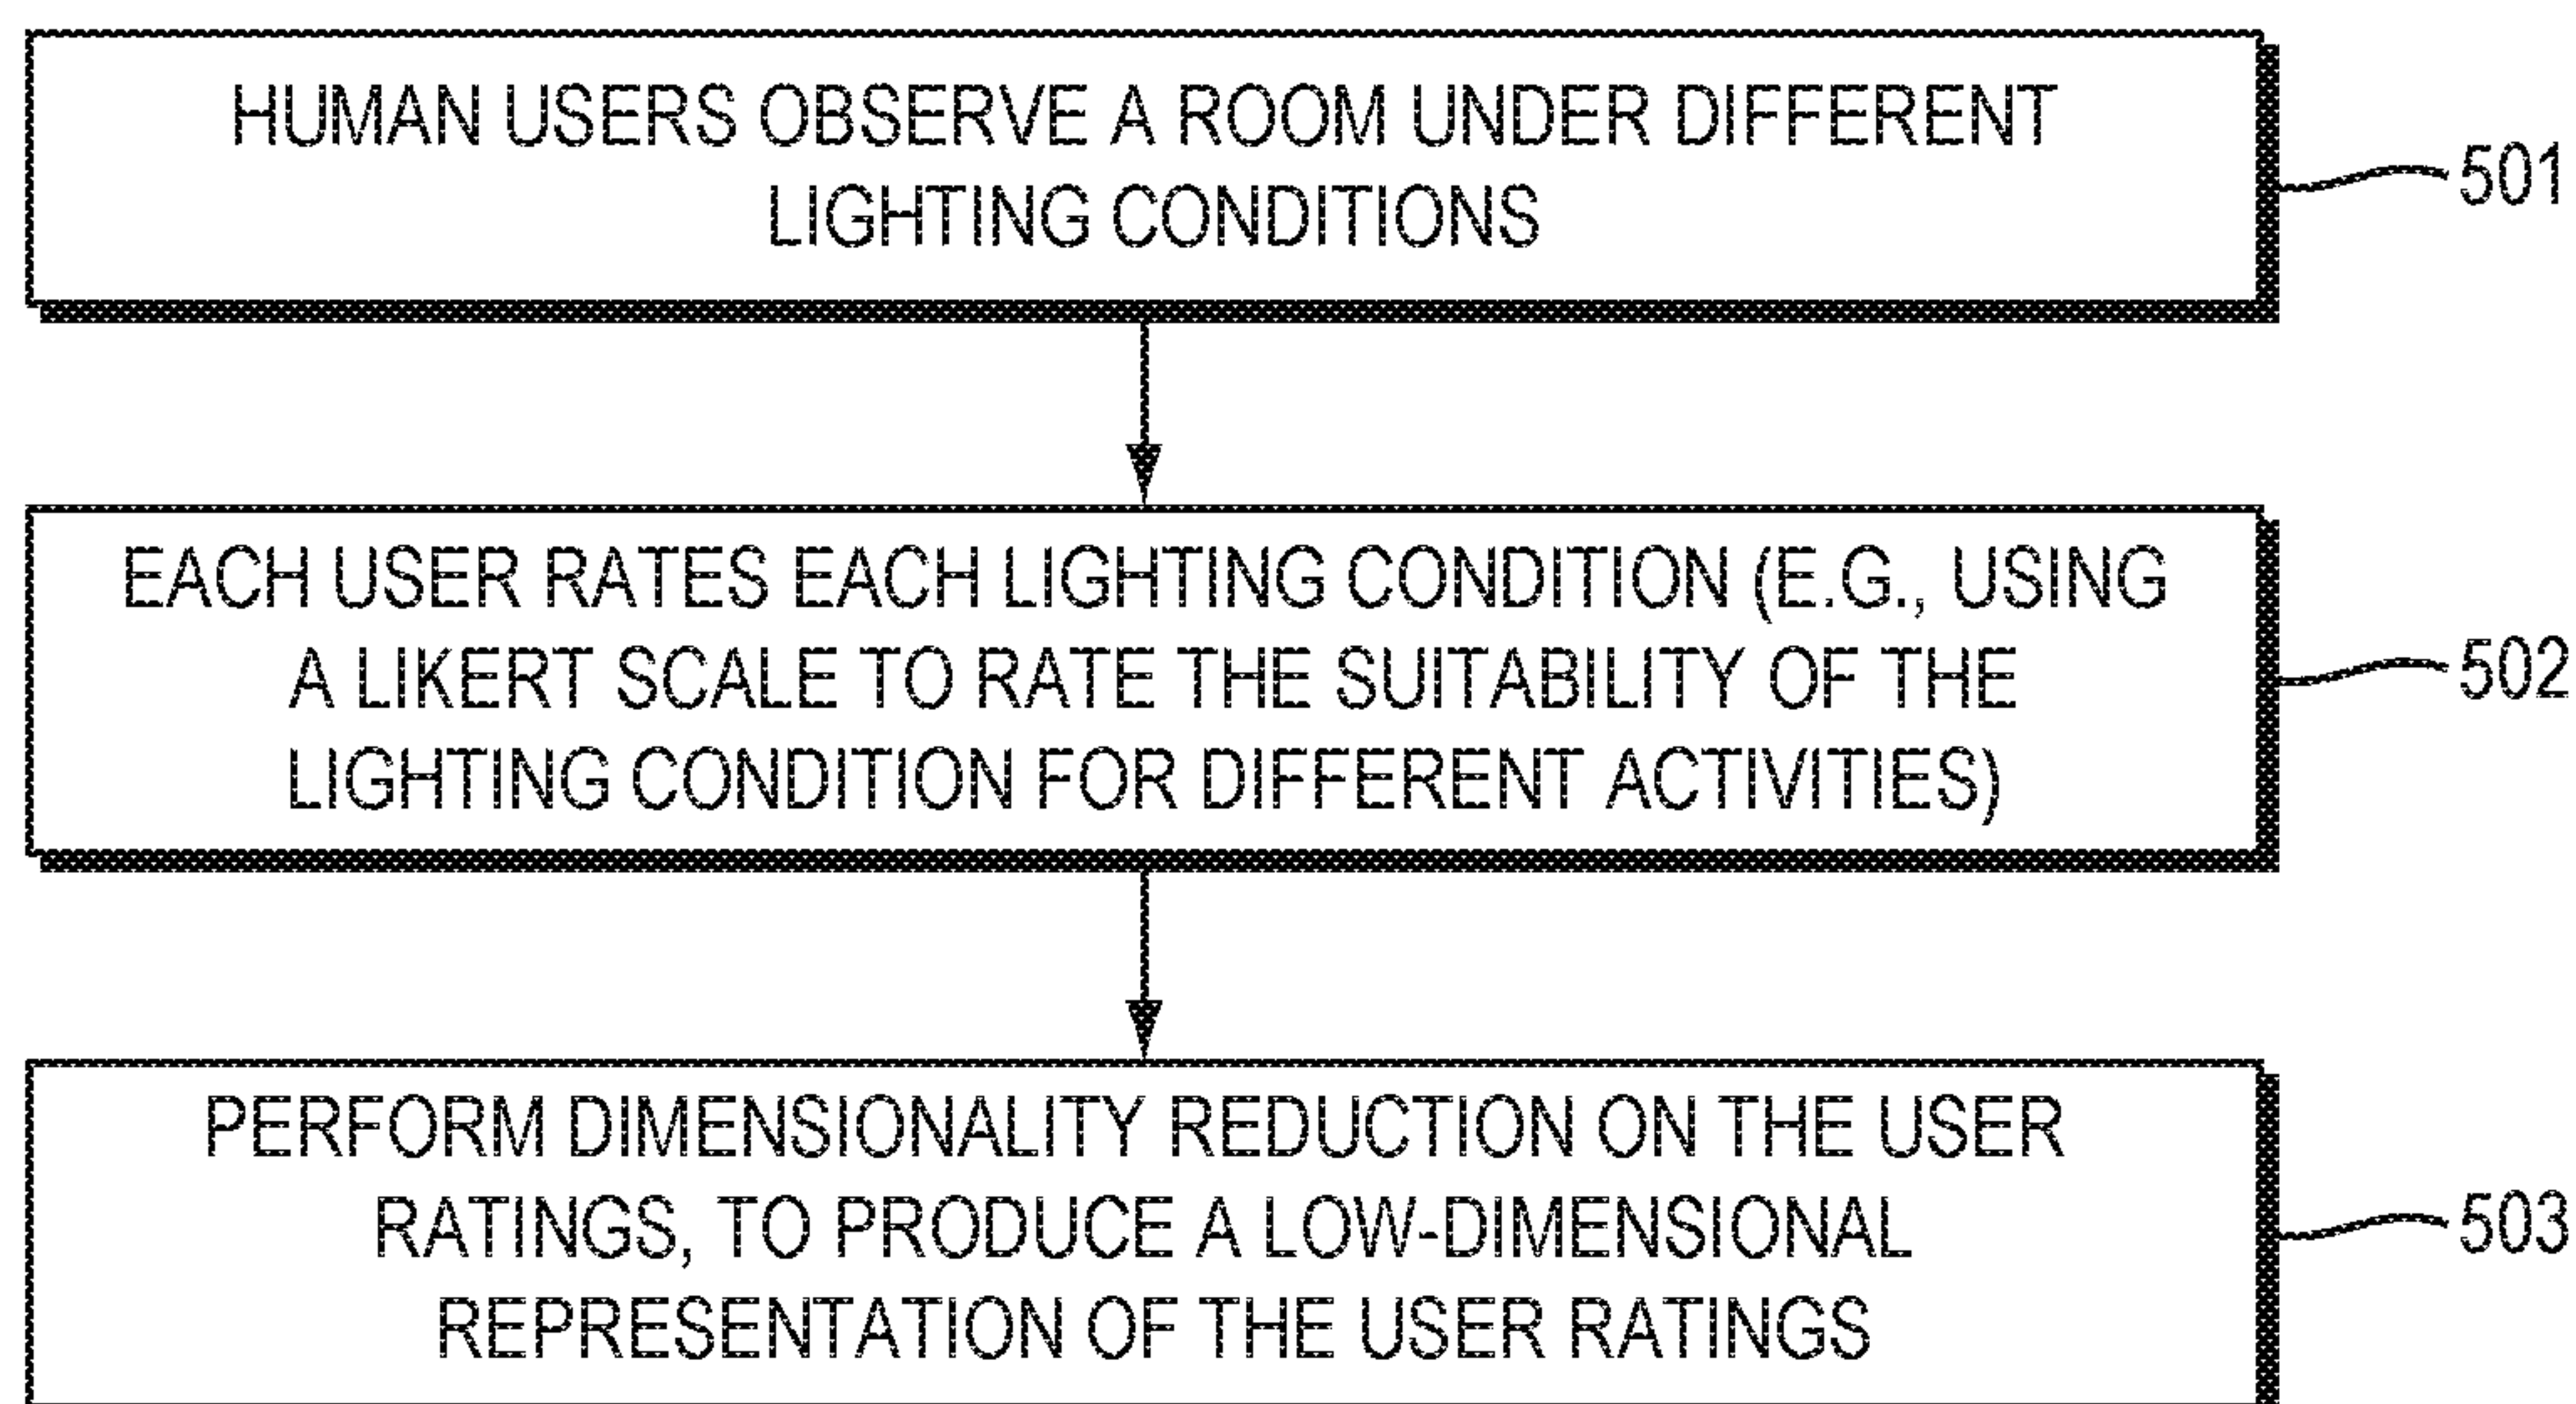 HUMAN USERS OBSERVE A ROOM UNDER DIFFERENT
LIGHTING CONDITIONS
501
EACH USER RATES EACH LIGHTING CONDITION (E.G., USING
A LIKERT SCALE TO RATE THE SUITABILITY OF THE
LIGHTING CONDITION FOR DIFFERENT ACTIVITIES)
502
PERFORM DIMENSIONALITY REDUCTION ON THE USER
RATINGS, TO PRODUCE A LOW-DIMENSIONAL
REPRESENTATION OF THE USER RATINGS
503